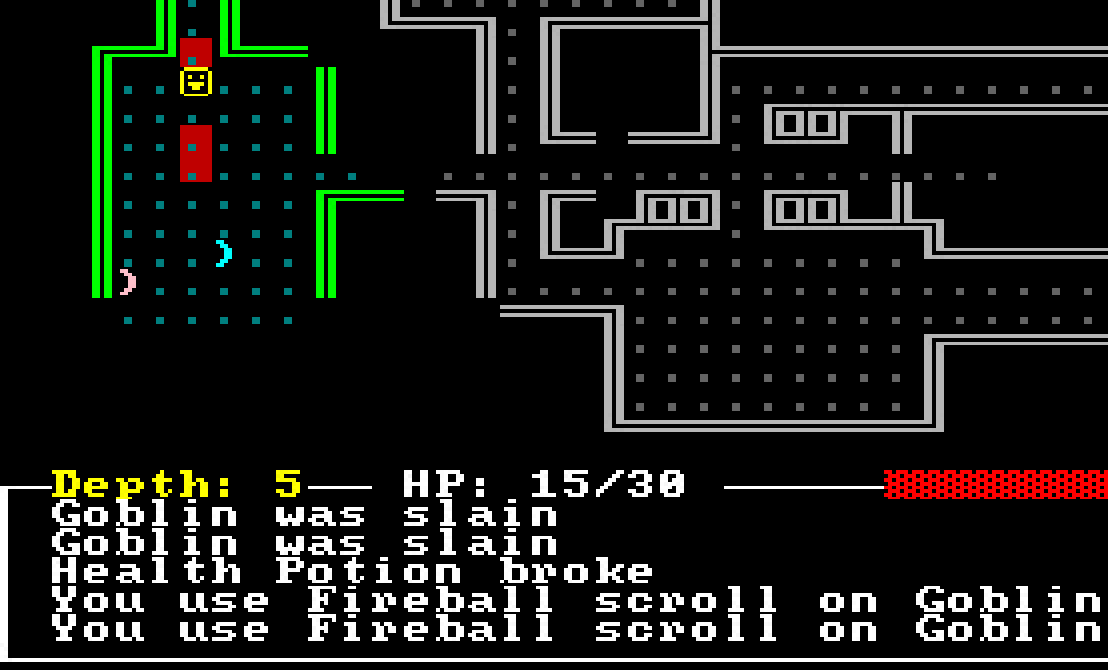 Depth: 5 HP: 15/30
Goblin was slain
Goblin was slain
Health Potion broke
You use Fireball scroll on Goblin
You use Fireball scroll on Goblin